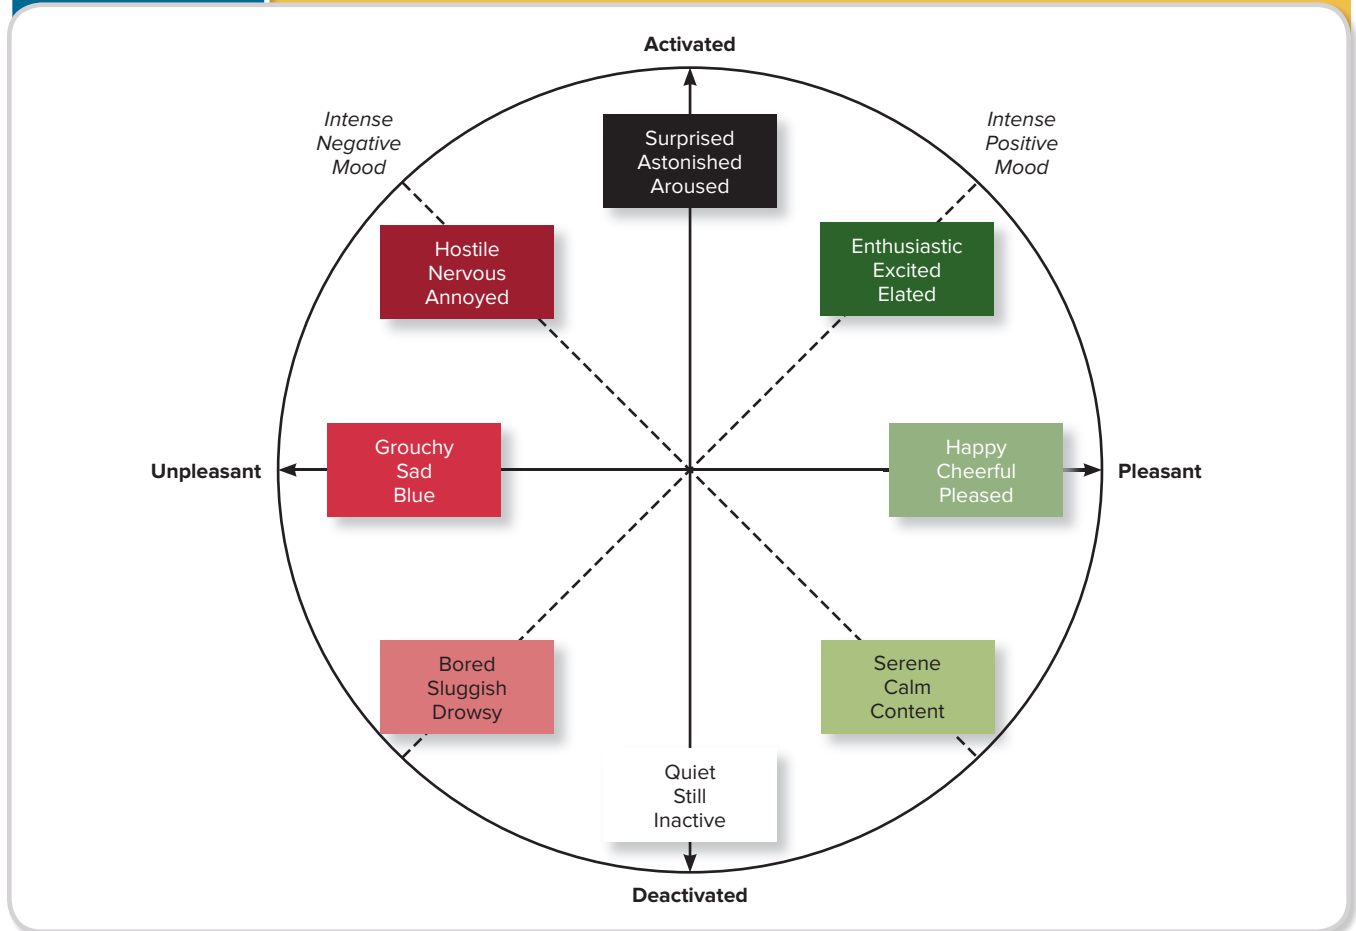 Activated
Intense
Negative
Mood
Intense
Positive
Mood
Surprised
Astonished
Aroused
Hostile
Nervous
Annoyed
Enthusiastic
Excited
Elated
Unpleasant
Grouchy
Sad
Blue
Happy
Cheerful
Pleased
Pleasant
Bored
Sluggish
Drowsy
Serene
Calm
Content
Quiet
Still
Inactive
Deactivated